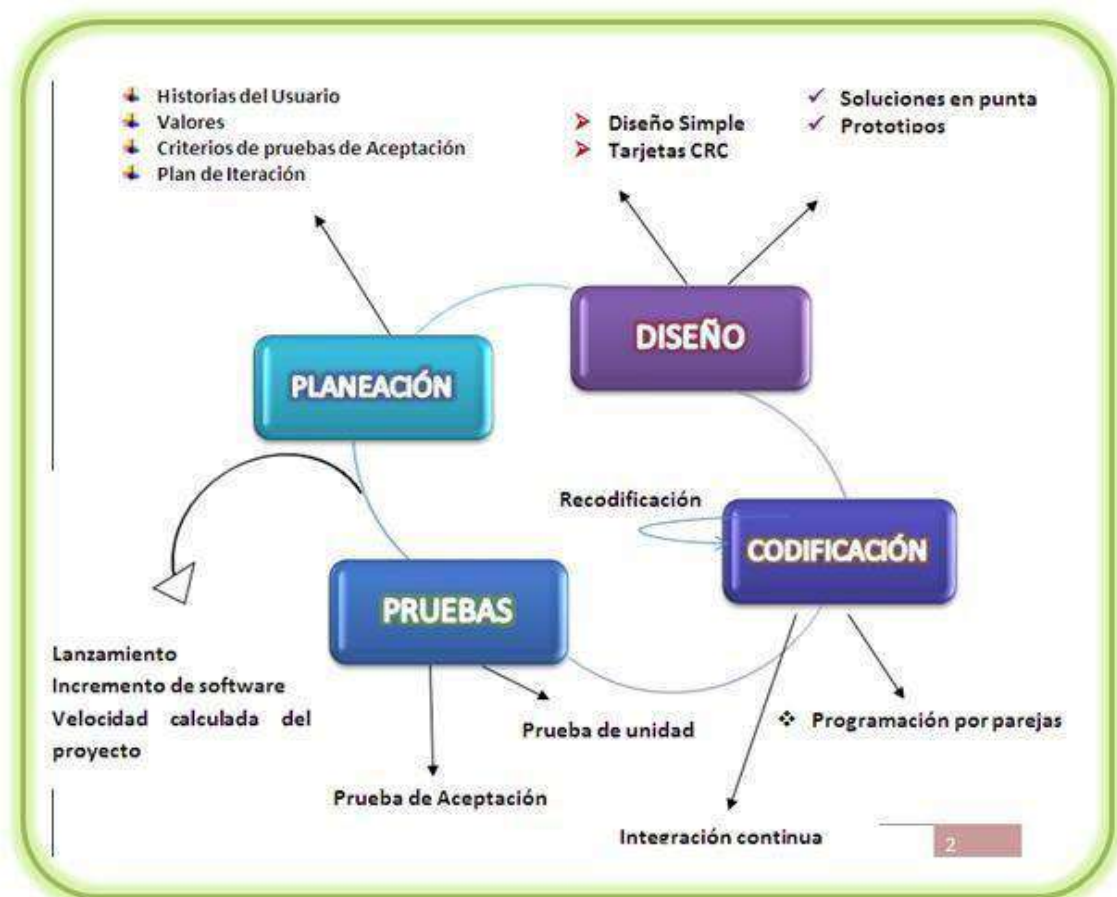 Historias del Usuario
Valores
Criterios de pruebas de Aceptación
Plan de Iteración
Diseño Simple
Tarjetas CRC
Soluciones en punta
Prototipos
DISEÑO
PLANEACIÓN
Recodificación
CODIFICACIÓN
PRUEBAS
Lanzamiento
Incremento de software
Velocidad calculada del
proyecto
Prueba de unidad
Programación por parejas
Prueba de Aceptación
Integración continua
2